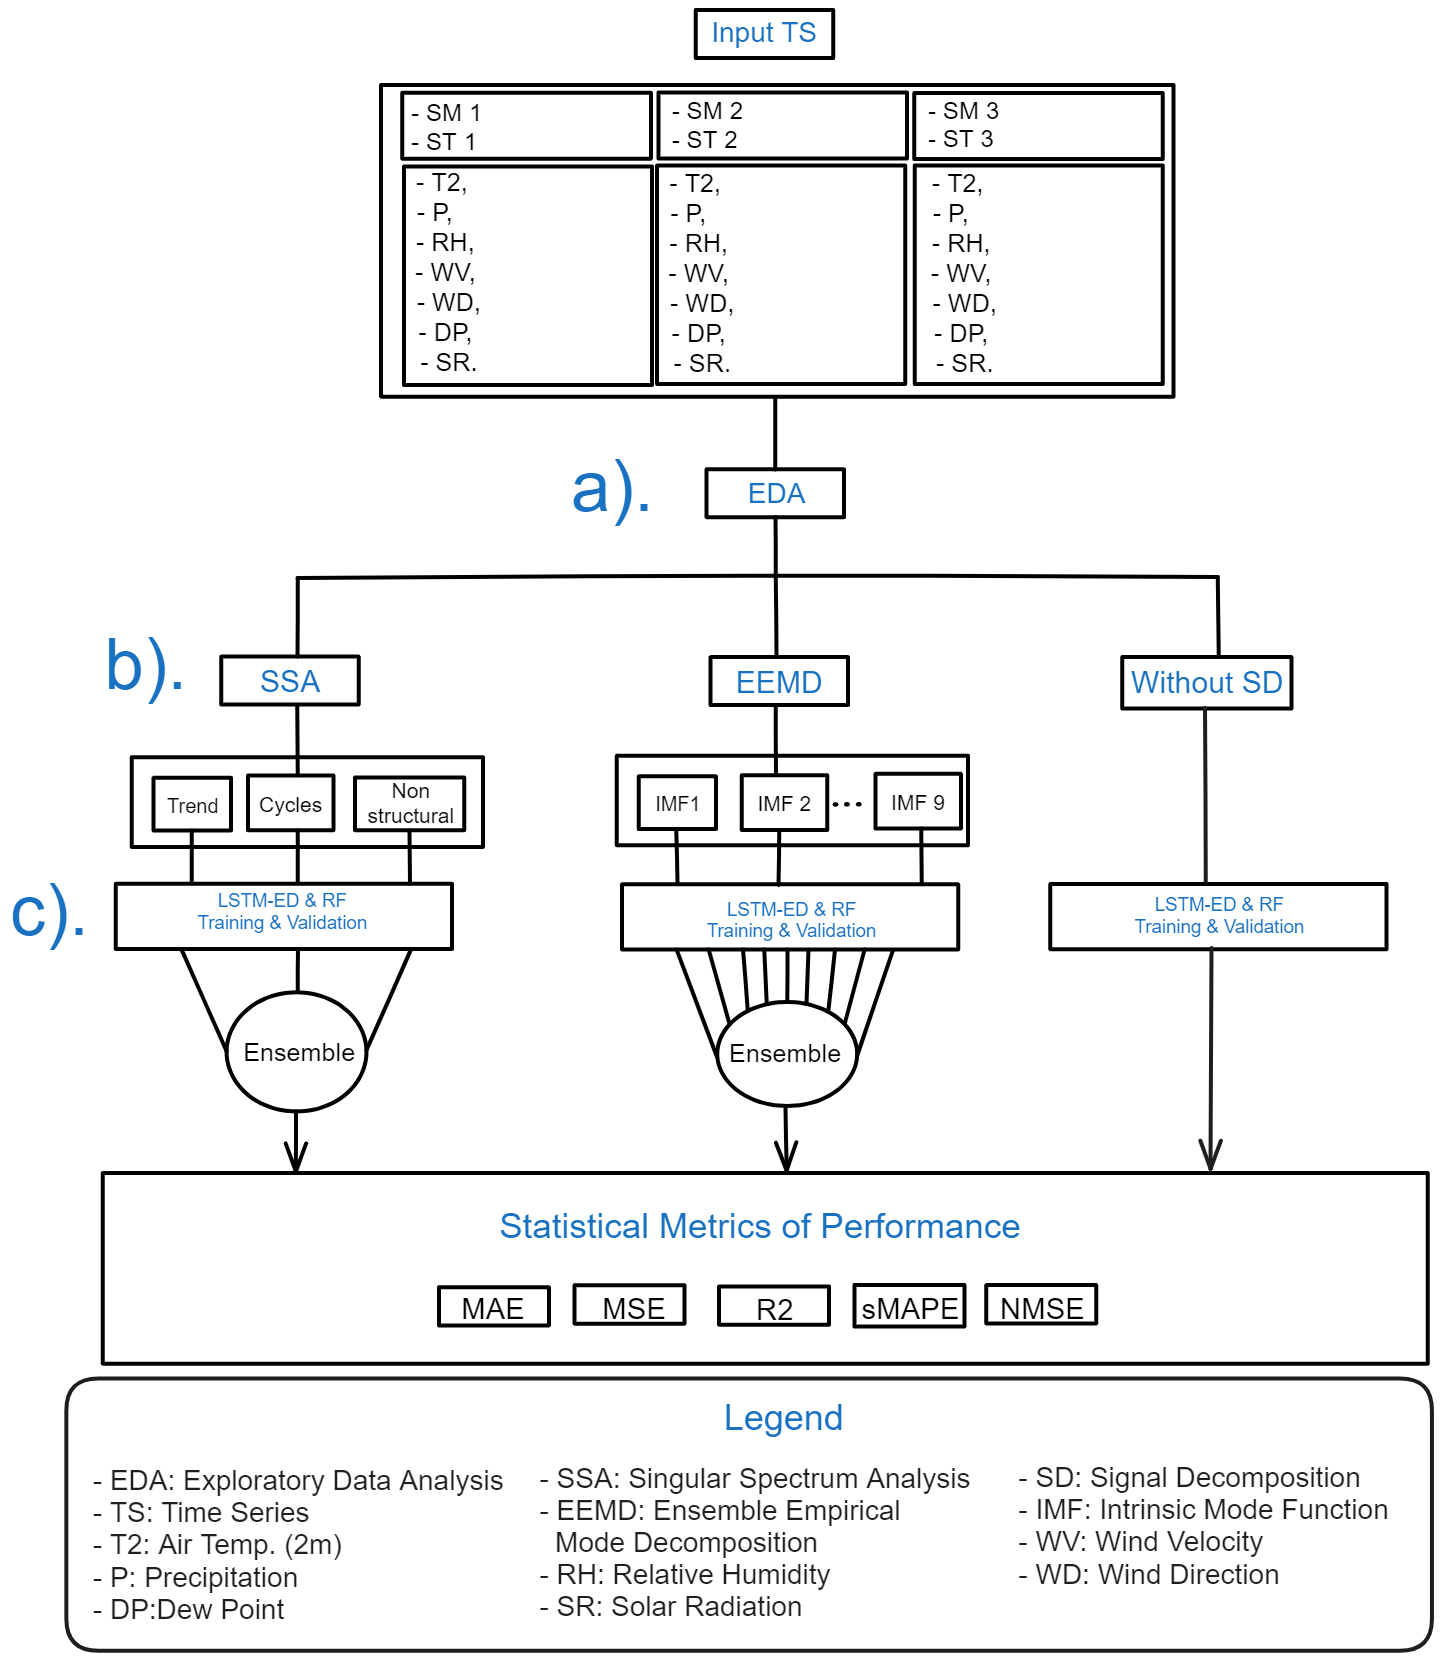 Input TS
- SM 1
- ST 1
- SM 2
- ST 2
- SM 3
- ST 3
- T2,
- P,
- RH,
- WV,
- WD,
- DP,
- SR.
- T2,
- P,
- RH,
- WV,
- WD,
- DP,
- SR.
- T2,
- P,
- RH,
- WV,
- WD,
- DP,
- SR.
a).
EDA
b).
SSA
EEMD
Without SD
Trend
Cycles
Non
structural
IMF1
IMF 2
...
IMF 9
c).
LSTM-ED & RF
Training & Validation
LSTM-ED & RF
Training & Validation
LSTM-ED & RF
Training & Validation
Ensemble
Ensemble
Statistical Metrics of Performance
MAE
MSE
R2
sMAPE
NMSE
Legend
- EDA: Exploratory Data Analysis
- TS: Time Series
- T2: Air Temp. (2m)
- P: Precipitation
- DP:Dew Point
- SSA: Singular Spectrum Analysis
- EEMD: Ensemble Empirical
Mode Decomposition
- RH: Relative Humidity
- SR: Solar Radiation
- SD: Signal Decomposition
- IMF: Intrinsic Mode Function
- WV: Wind Velocity
- WD: Wind Direction